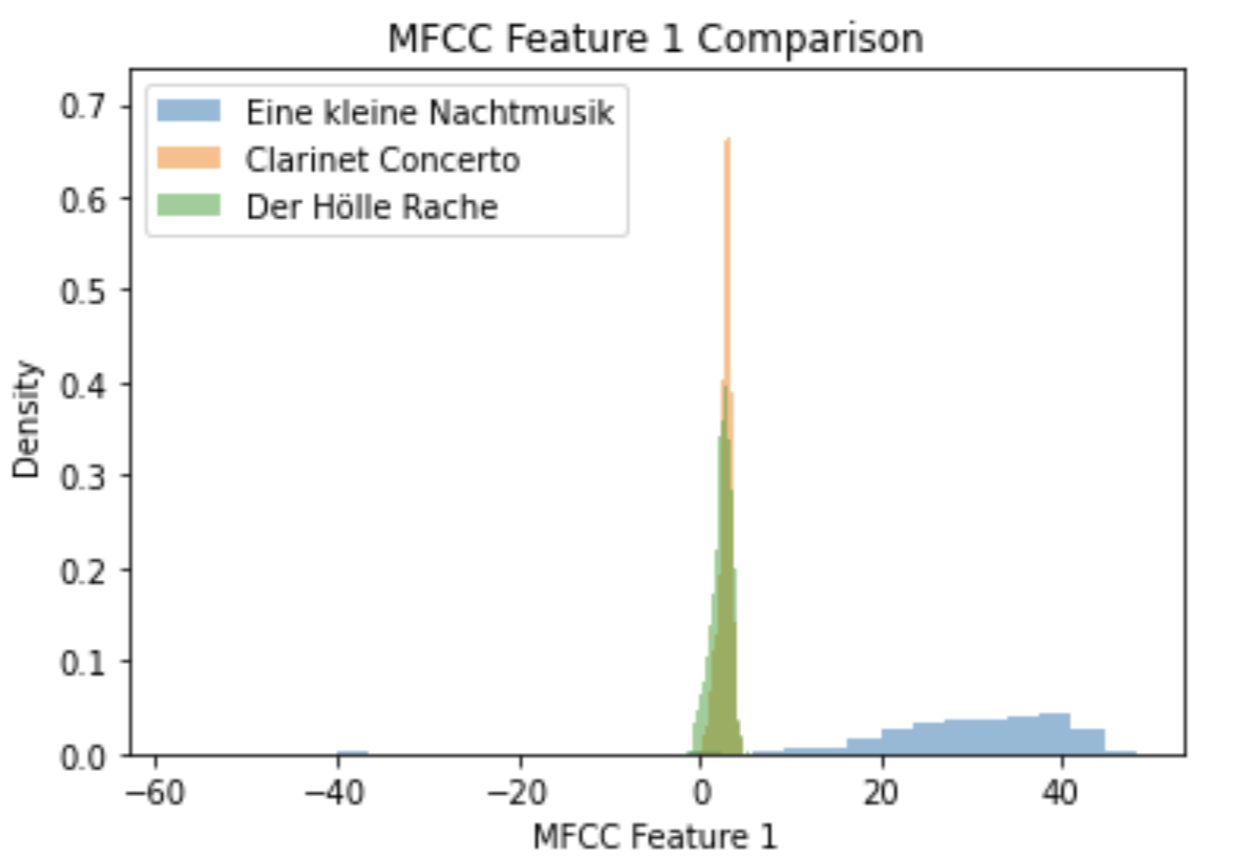 MFCC Feature 1 Comparison
Eine kleine Nachtmusik
Clarinet Concerto
Der Hölle Rache
Density
0.7
0.6
0.5
0.4
0.3
0.2
0.1
0.0
−60 −40 −20 0 20 40
MFCC Feature 1